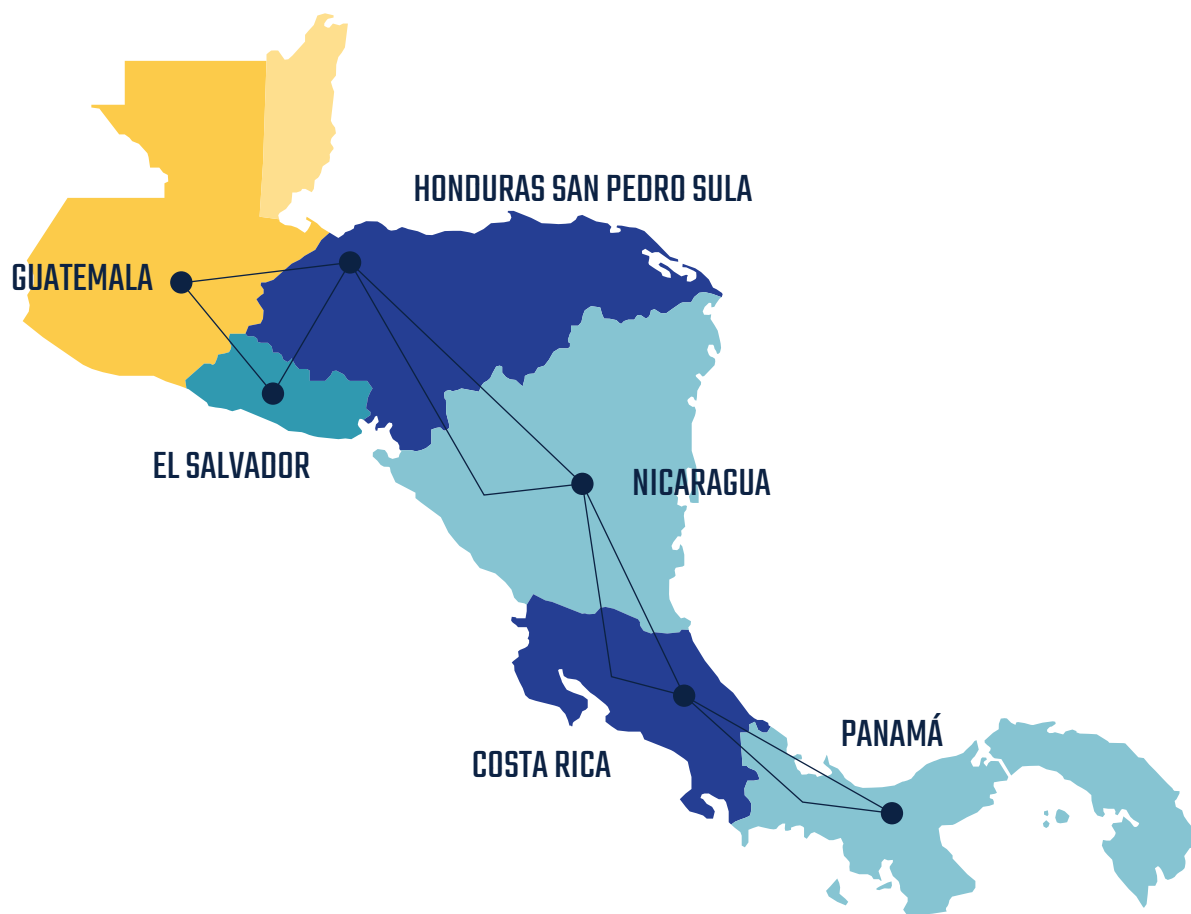 HONDURAS SAN PEDRO SULA
GUATEMALA
EL SALVADOR
NICARAGUA
PANAMÁ
COSTA RICA